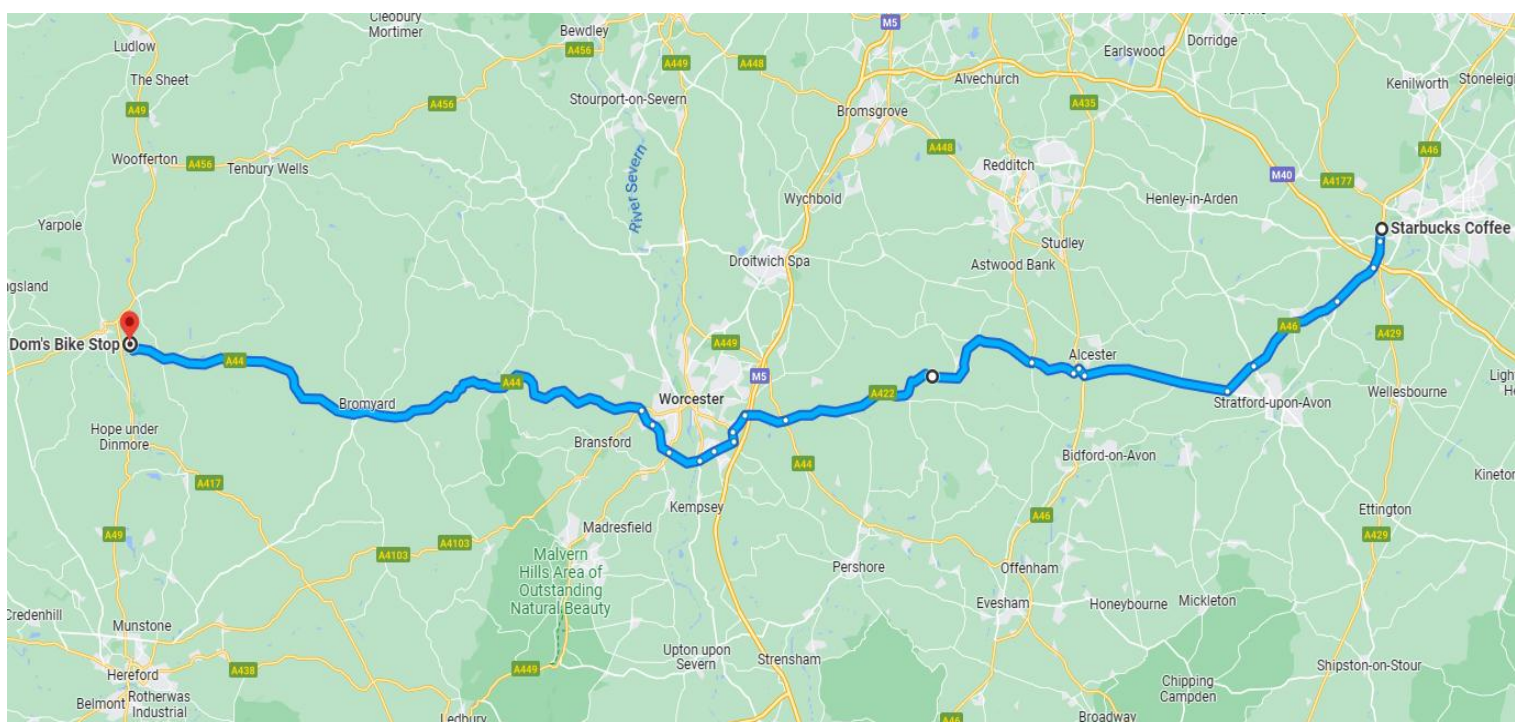 Cleobury
Mortimer
Ludlow
Bewdley
M5
Earlswood
Dorridge
A456
A449
A448
The Sheet
Alvechurch
Kenilworth
Stoneleigh
A49
A456
Stourport-on-Severn
Bromsgrove
A435
A46
Woofferton
A456
Tenbury Wells
River Severn
A448
Redditch
M40
A4177
Wychbold
Henley-in-Arden
Yarpole
Starbucks Coffee
Studley
Droitwich Spa
Astwood Bank
ngsland
A46
A429
Dom's Bike Stop
A44
A449
Alcester
A44
M5
Worcester
A422
Wellesbourne
Bromyard
Stratford-upon-Avon
Hope under
Dinmore
Bransford
Bidford-on-Avon
A44
Kineton
A417
Kempsey
Ettington
A49
Madresfield
A46
A429
A4103
A4103
Malvern
Hills Area of
Outstanding
Natural Beauty
Pershore
Offenham
Credenhill
Evesham
Honeybourne
Mickleton
Munstone
Upton upon
Severn
Strensham
Shipston-on-Stour
Hereford
A438
A449
Chipping
Campden
Belmont
Rotherwas
Industrial
Ledbury
A46
Broadway